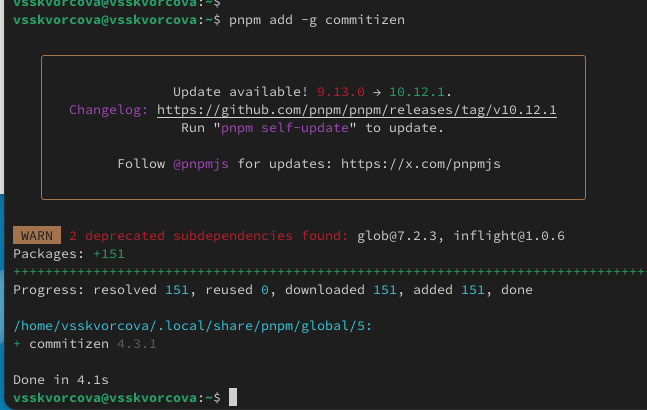 vsskvorcova@vsskvorcova:~$
vsskvorcova@vsskvorcova:~$ pnpm add -g commitizen
Update available! 9.13.0 → 10.12.1.
Changelog: https://github.com/pnpm/pnpm/releases/tag/v10.12.1
Run "pnpm self-update" to update.
Follow @pnpmjs for updates: https://x.com/pnpmjs
WARN 2 deprecated subdependencies found: glob@7.2.3, inflight@1.0.6
Packages: +151
++++++++++++++++++++++++++++++++++++++++++++++++++++++++++++++++++++++++++++++
Progress: resolved 151, reused 0, downloaded 151, added 151, done
/home/vsskvorcova/.local/share/pnpm/global/5:
+ commitizen 4.3.1
Done in 4.1s
vsskvorcova@vsskvorcova:~$